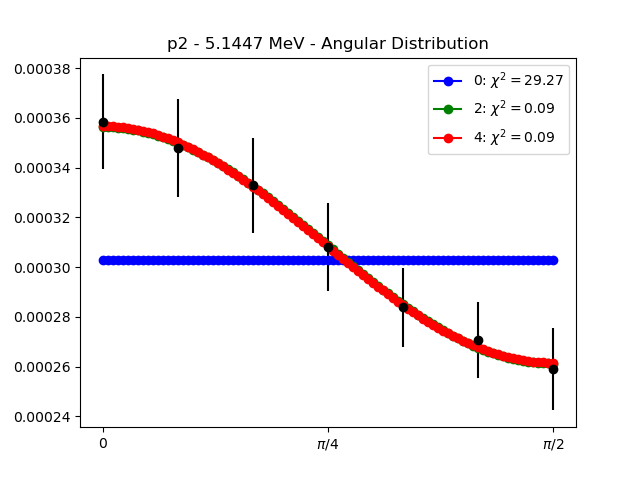 p2 - 5.1447 MeV - Angular Distribution
0.00038
0.00036
0.00034
0.00032
0.00030
0.00028
0.00026
0.00024
0
π/4
π/2
0: χ² = 29.27
2: χ² = 0.09
4: χ² = 0.09